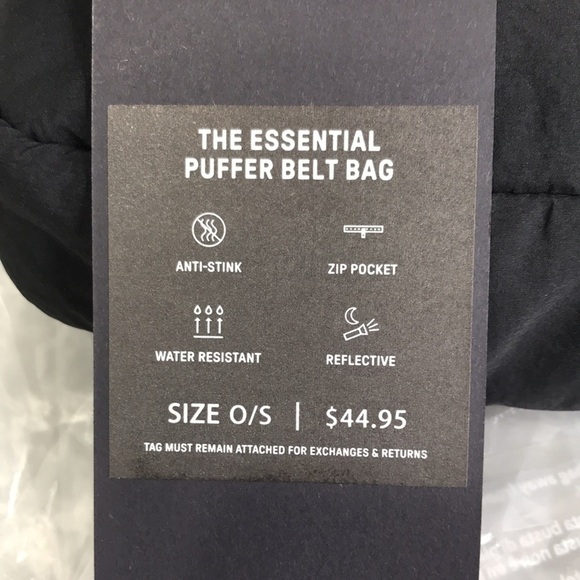 THE ESSENTIAL
PUFFER BELT BAG
ANTI-STINK
ZIP POCKET
WATER RESISTANT
REFLECTIVE
SIZE O/S | $44.95
TAG MUST REMAIN ATTACHED FOR EXCHANGES & RETURNS